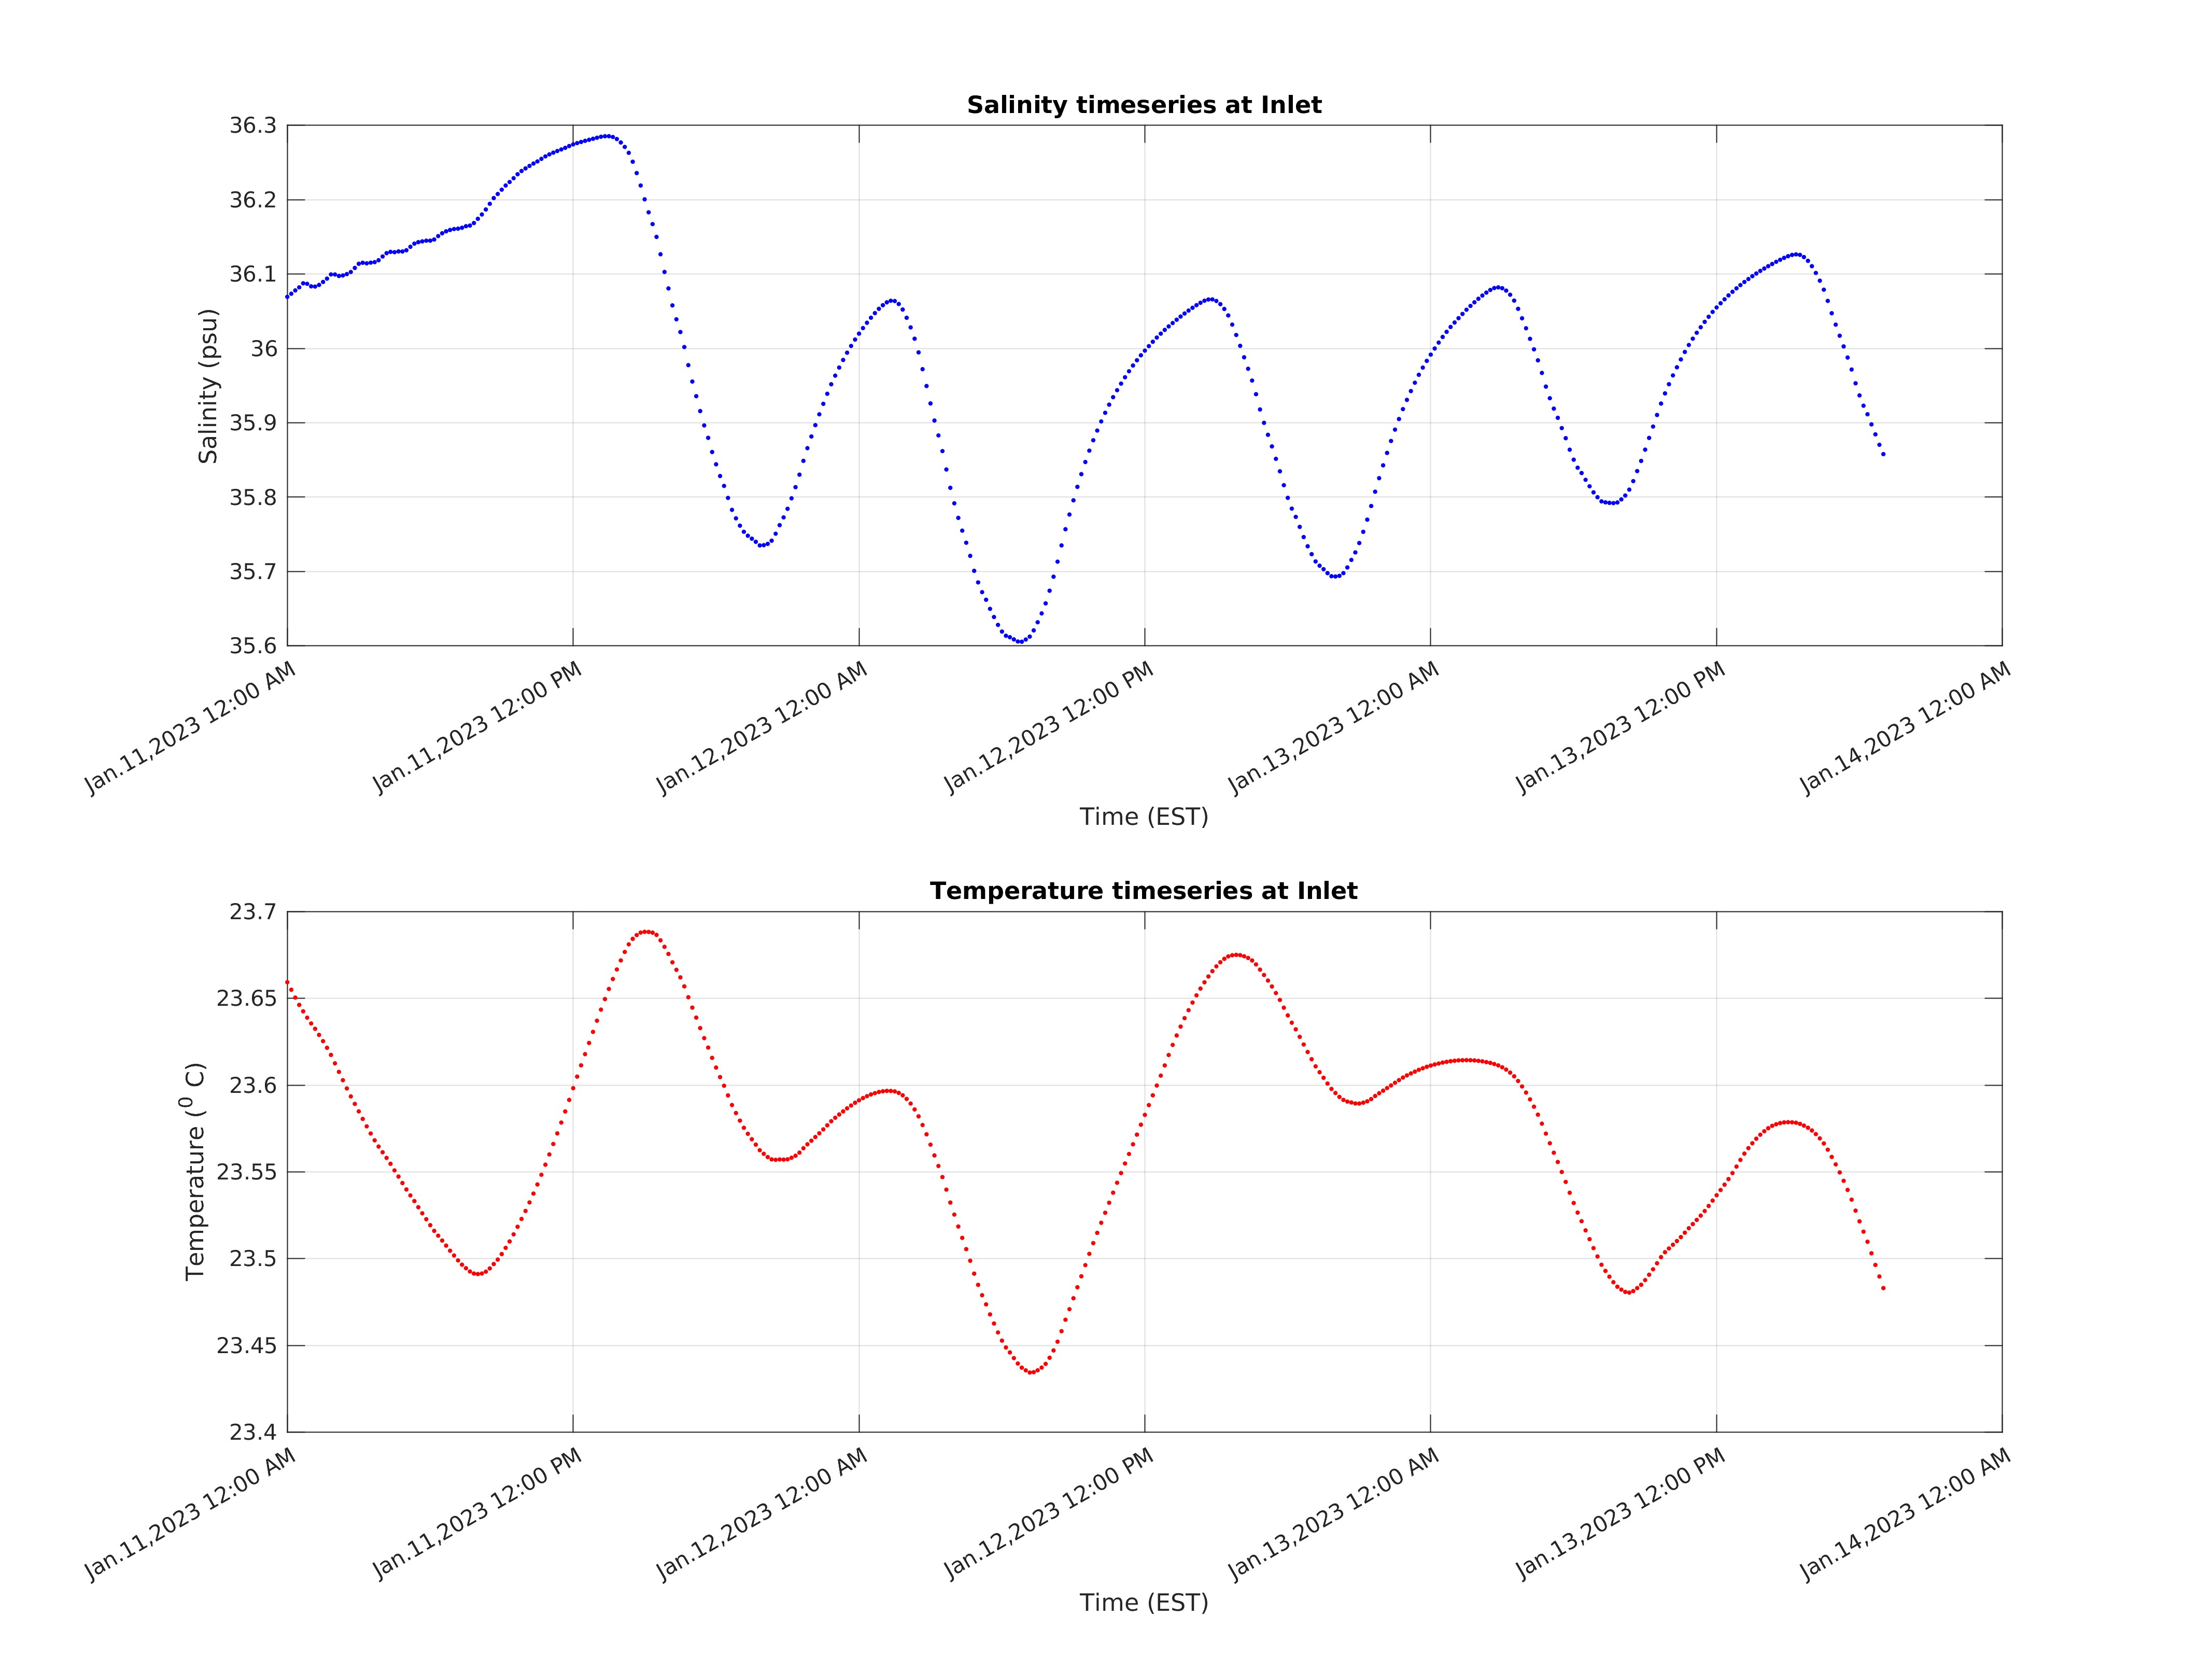 Salinity timeseries at Inlet
36.3
36.2
36.1
36
35.9
35.8
35.7
35.6
Salinity (psu)
Jan.11,2023 12:00 AM
Jan.11,2023 12:00 PM
Jan.12,2023 12:00 AM
Jan.12,2023 12:00 PM
Jan.13,2023 12:00 AM
Jan.13,2023 12:00 PM
Jan.14,2023 12:00 AM
Time (EST)
Temperature timeseries at Inlet
23.7
23.65
23.6
23.55
23.5
23.45
23.4
Temperature (⁰ C)
Jan.11,2023 12:00 AM
Jan.11,2023 12:00 PM
Jan.12,2023 12:00 AM
Jan.12,2023 12:00 PM
Jan.13,2023 12:00 AM
Jan.13,2023 12:00 PM
Jan.14,2023 12:00 AM
Time (EST)